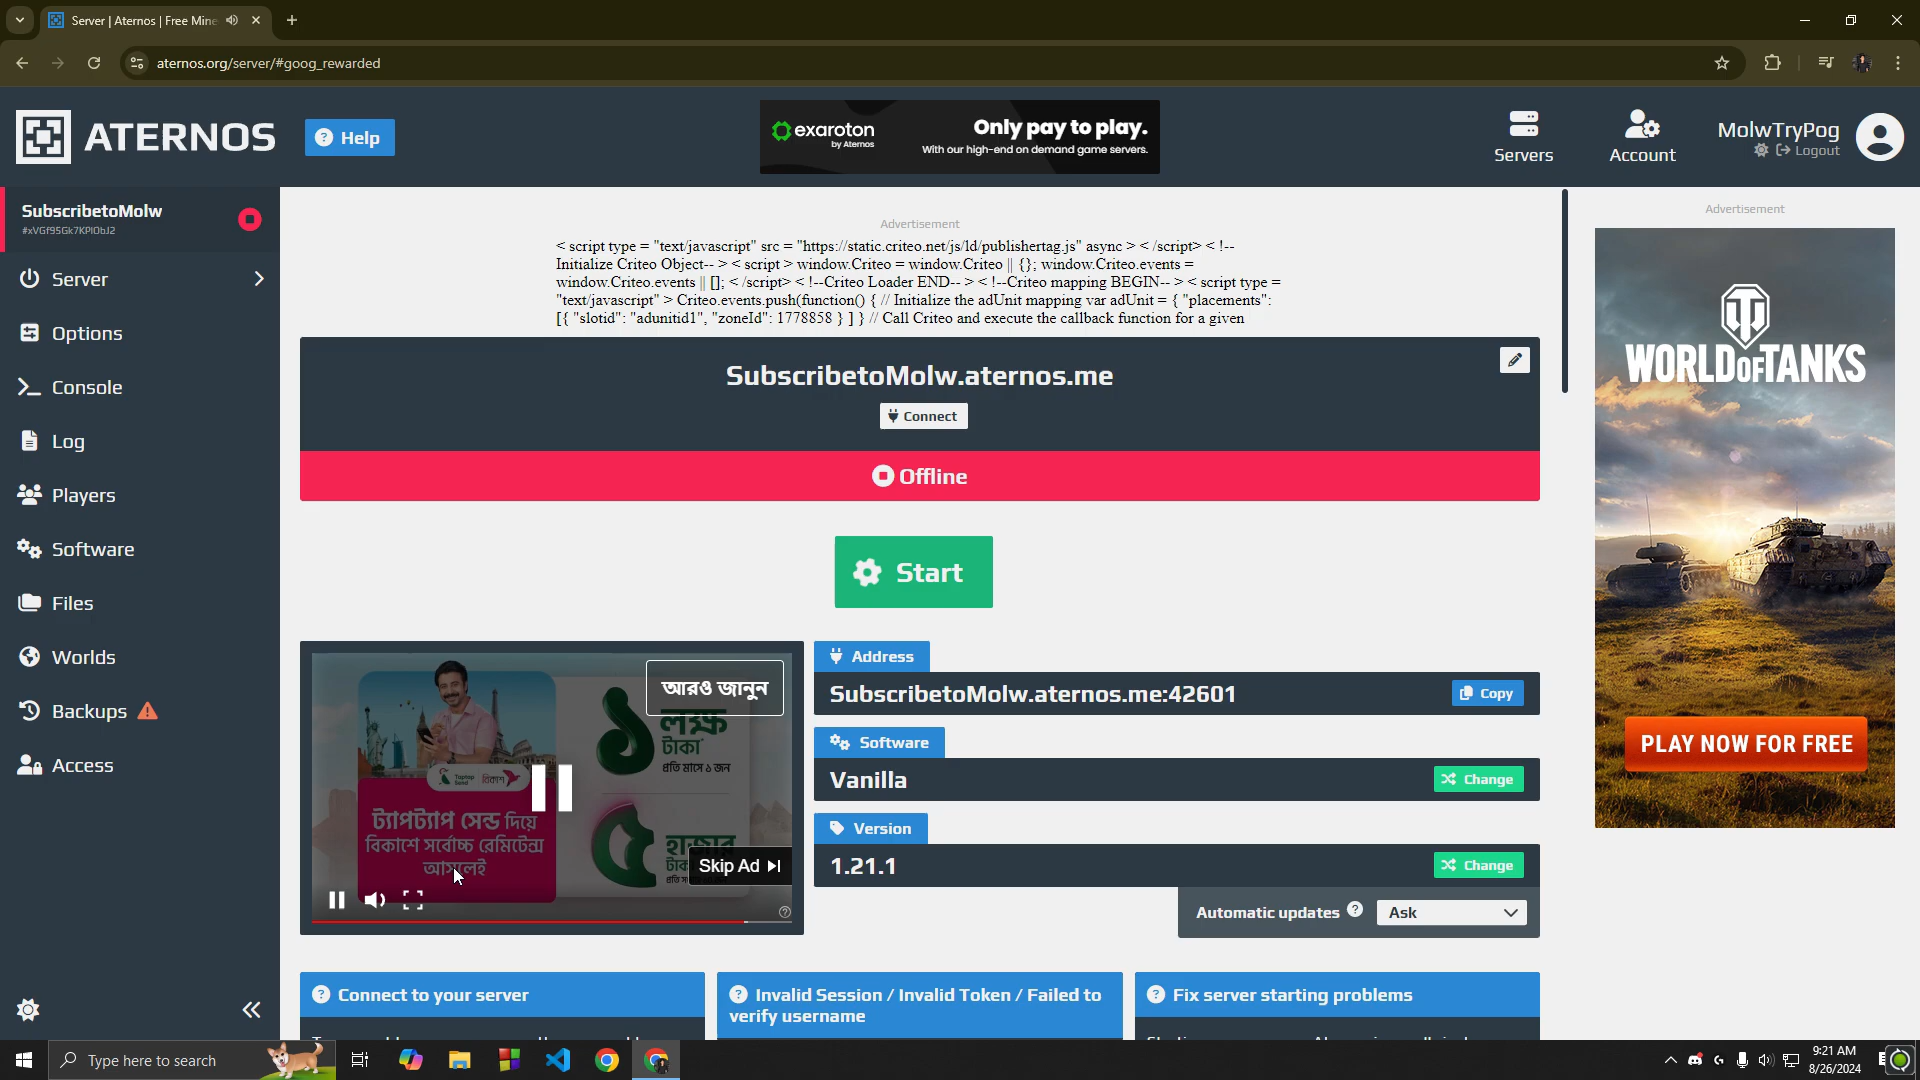 Server | Aternos | Free Mine
aternos.org/server/#goog_rewarded
ATERNOS
Help
exaroton
by Aternos
Only pay to play.
With our high-end on demand game servers.
Servers
Account
MolwTryPog
Logout
SubscribetoMolw
#xVGf95Gk7KPlObJ2
Server
Options
Console
Log
Players
Software
Files
Worlds
Backups
Access
Advertisement
< script type = "text/javascript" src = "https://static.criteo.net/js/ld/publishertag.js" async > < /script> < !--
Initialize Criteo Object-- > < script > window.Criteo = window.Criteo || {}; window.Criteo.events =
window.Criteo.events || []; < /script> < !--Criteo Loader END-- > < !--Criteo mapping BEGIN-- > < script type =
"text/javascript" > Criteo.events.push(function() { // Initialize the adUnit mapping var adUnit = { "placements":
[{ "slotid": "adunitid1", "zoneId": 1778858 } ] } // Call Criteo and execute the callback function for a given
SubscribetoMolw.aternos.me
Connect
Offline
Start
আরও জানুন
১
লক্ষ
টাকা*
প্রতি মাসে ১ জন
Taptap Send
বিকাশ
ট্যাপট্যাপ সেন্ড দিয়ে
বিকাশে সর্বোচ্চ রেমিটেন্স
আসলেই
৫
হাজার
Skip Ad
Address
SubscribetoMolw.aternos.me:42601
Copy
Software
Vanilla
Change
Version
1.21.1
Change
Automatic updates
Ask
Connect to your server
Invalid Session / Invalid Token / Failed to
verify username
Fix server starting problems
Advertisement
WORLD OF TANKS
PLAY NOW FOR FREE
Type here to search
9:21 AM
8/26/2024